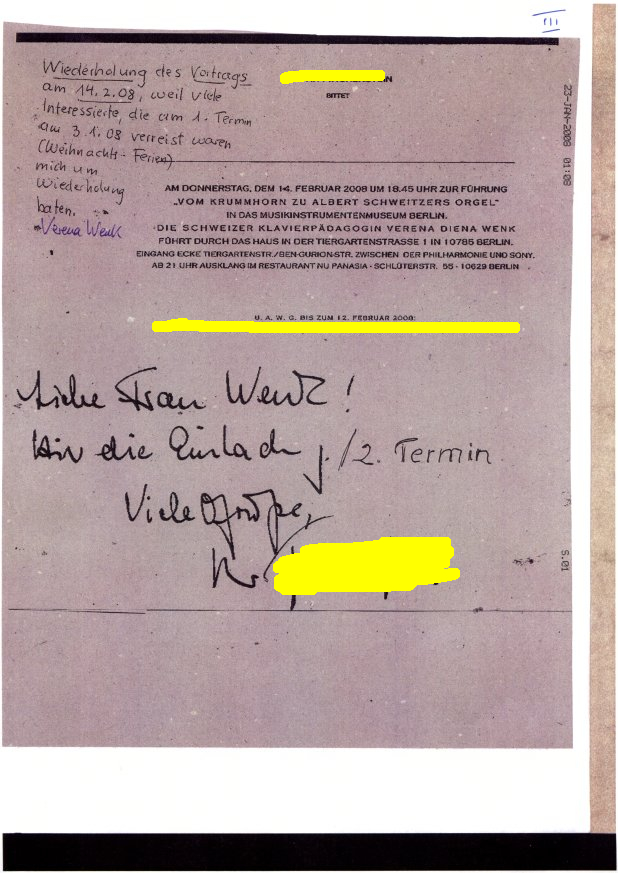 III
Wiederholung des Vortrags
am 14.2.08, weil viele
Interessierte, die am 1. Termin
am 3.1.08 verreist waren
(Weihnachts-Ferien)
mich um
Wiederholung
baten.
Verena Wenk
BITTET
23-JAN-2008 01:09
AM DONNERSTAG, DEM 14. FEBRUAR 2008 UM 18.45 UHR ZUR FÜHRUNG
„VOM KRUMMHORN ZU ALBERT SCHWEITZERS ORGEL"
IN DAS MUSIKINSTRUMENTENMUSEUM BERLIN.
DIE SCHWEIZER KLAVIERPÄDAGOGIN VERENA DIENA WENK
FÜHRT DURCH DAS HAUS IN DER TIERGARTENSTRASSE 1 IN 10785 BERLIN.
EINGANG ECKE TIERGARTENSTR./BEN-GURION-STR. ZWISCHEN DER PHILHARMONIE UND SONY.
AB 21 UHR AUSKLANG IM RESTAURANT NU PANASIA · SCHLÜTERSTR. 55 · 10629 BERLIN
U. A. W. G. BIS ZUM 12. FEBRUAR 2008:
Liebe Frau Wenk!
hier die Einladg. /2. Termin
Viele Grüße,
S.01